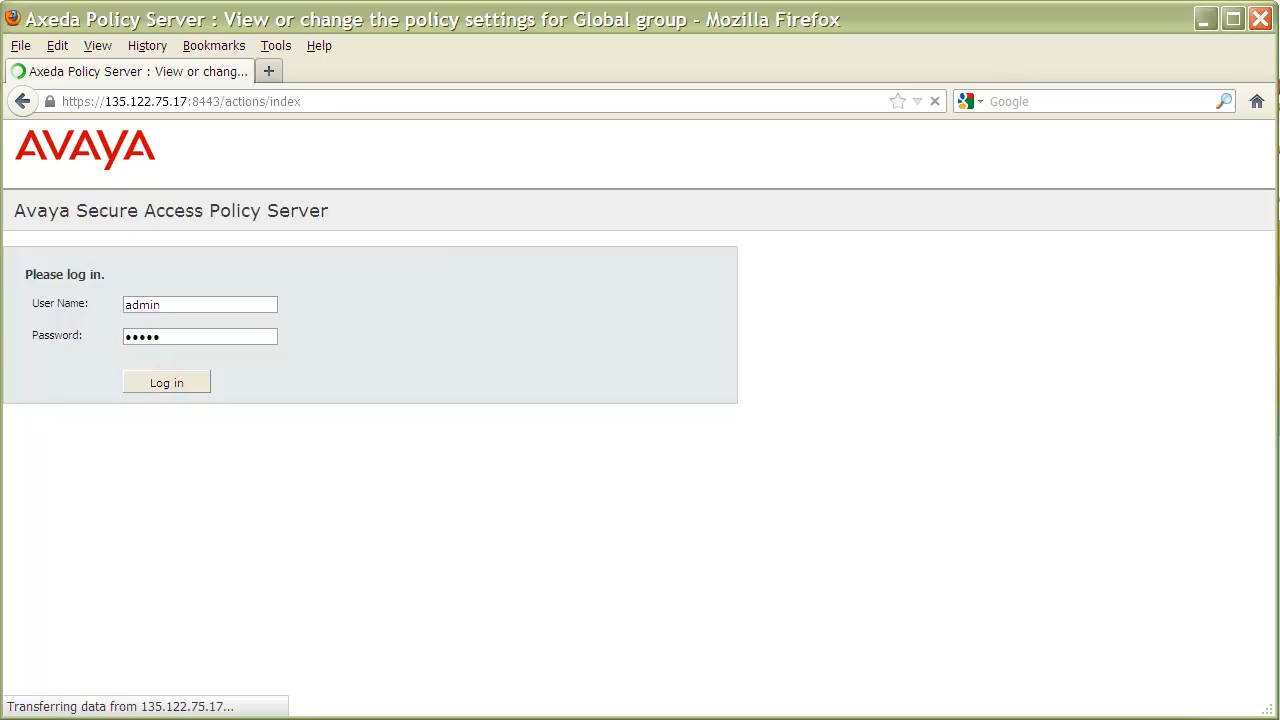 Axeda Policy Server : View or change the policy settings for Global group - Mozilla Firefox
File Edit View History Bookmarks Tools Help
Axeda Policy Server : View or chang...
https://135.122.75.17:8443/actions/index
Google
AVAYA
Avaya Secure Access Policy Server
Please log in.
User Name: admin
Password: •••••
Log in
Transferring data from 135.122.75.17...